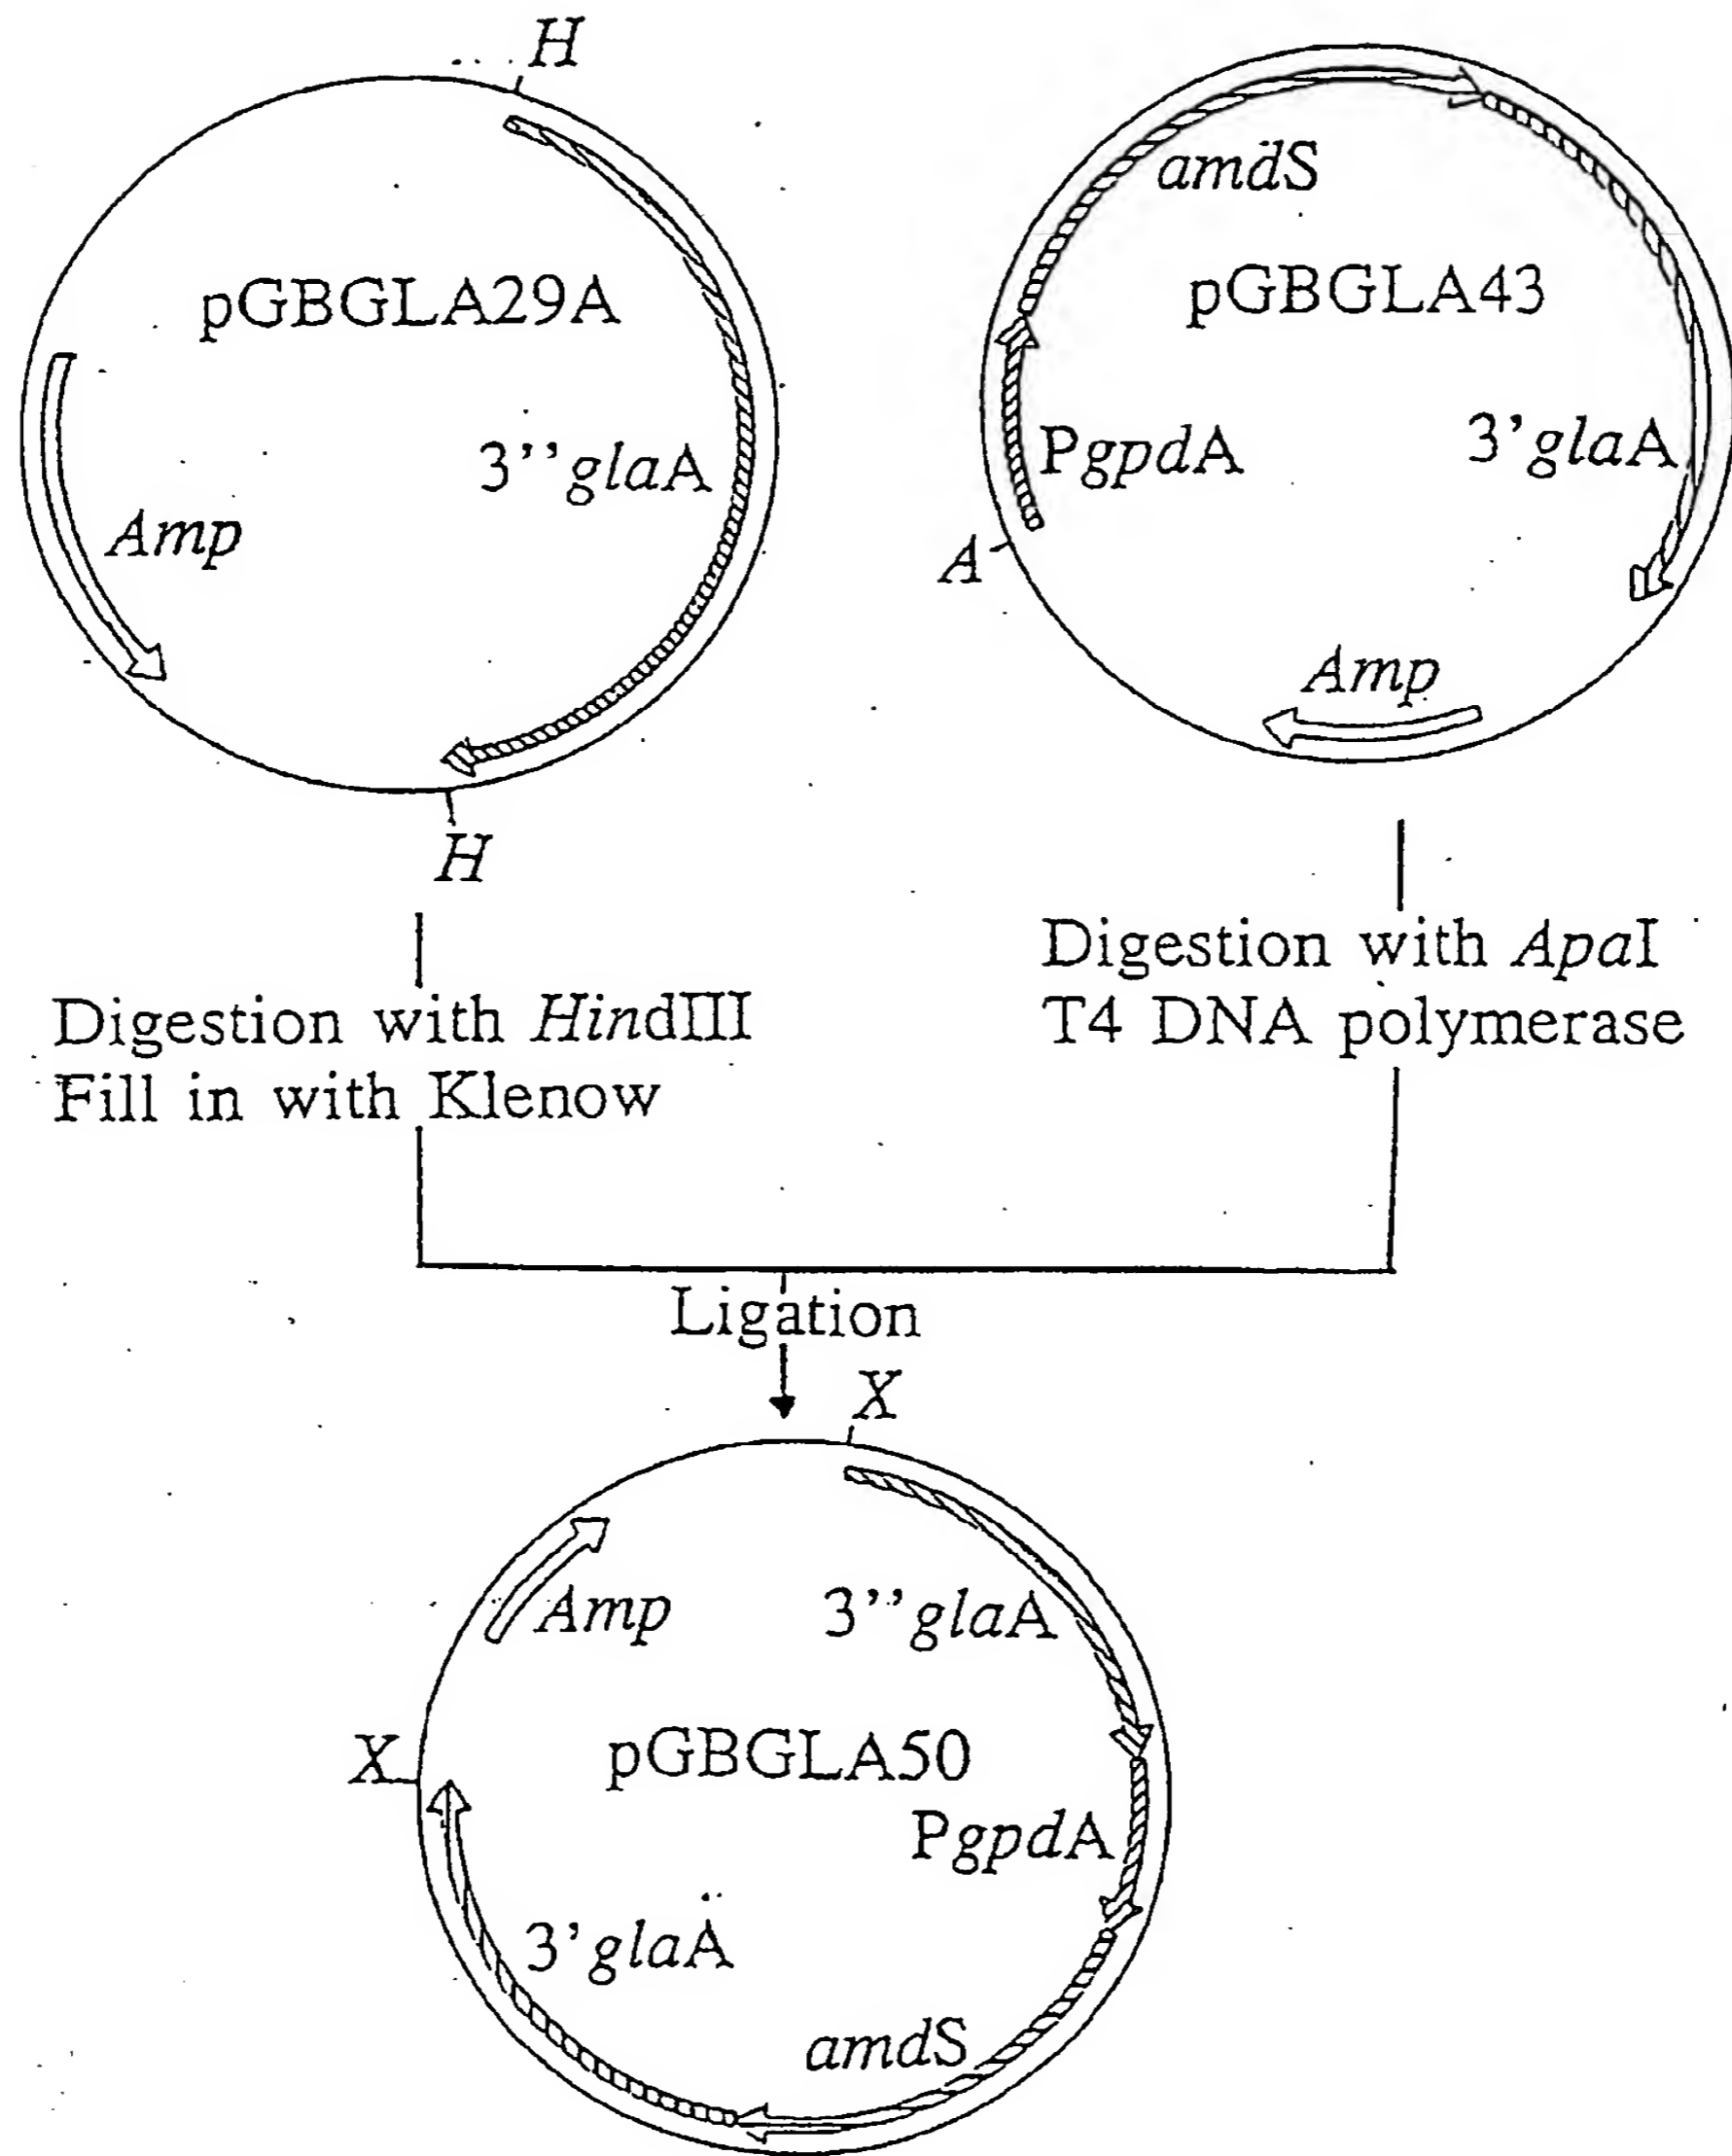 H
pGBGLA29A
3’’glaA
Amp
H
Digestion with HindIII
Fill in with Klenow
amdS
pGBGLA43
3’glaA
PgpdA
A
Amp
Digestion with ApaI
T4 DNA polymerase
Ligation
X
Amp
3’’glaA
X
pGBGLA50
PgpdA
3’glaA
amdS